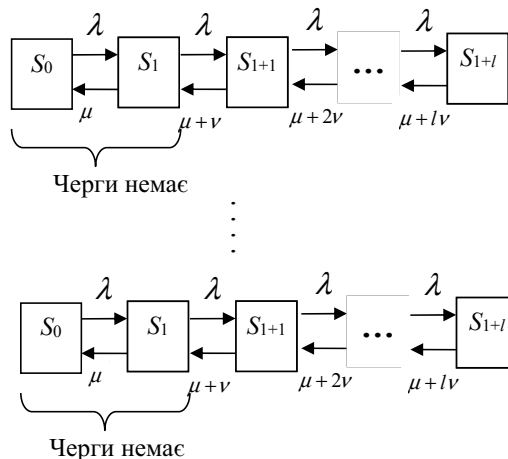 λ λ λ λ
S0 S1 S1+1 ... S1+l
μ μ+ν μ+2ν μ+lν
Черги немає
λ λ λ λ
S0 S1 S1+1 ... S1+l
μ μ+ν μ+2ν μ+lν
Черги немає